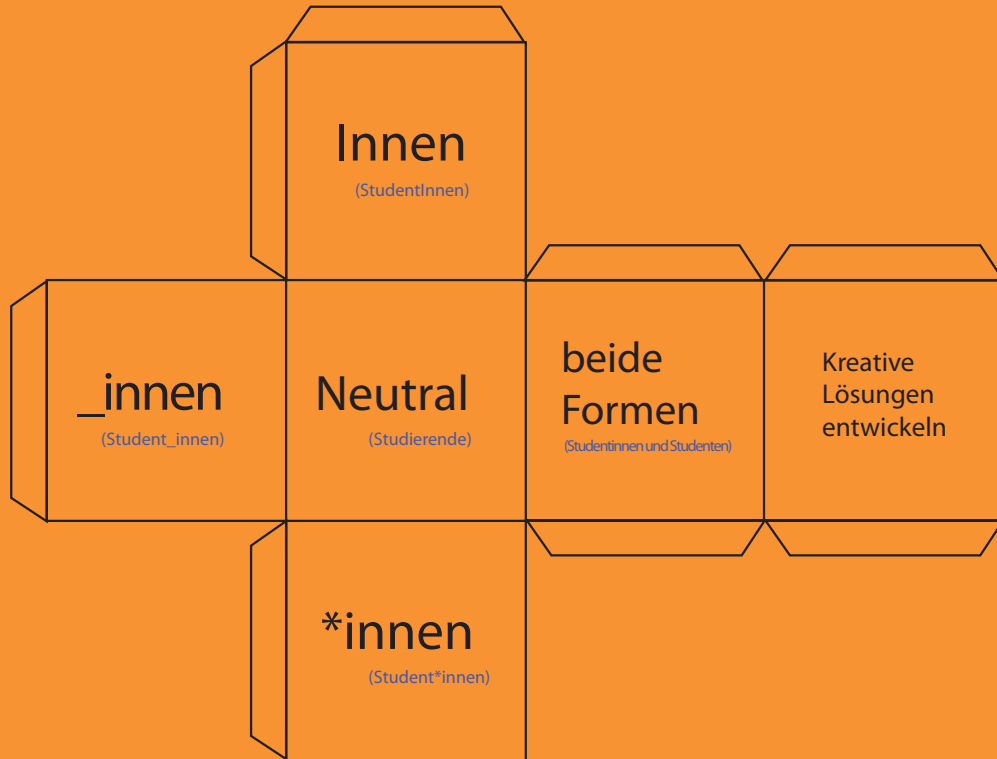 Innen
(StudentInnen)
_innen
(Student_innen)
Neutral
(Studierende)
beide
Formen
(Studentinnen und Studenten)
Kreative
Lösungen
entwickeln
*innen
(Student*innen)